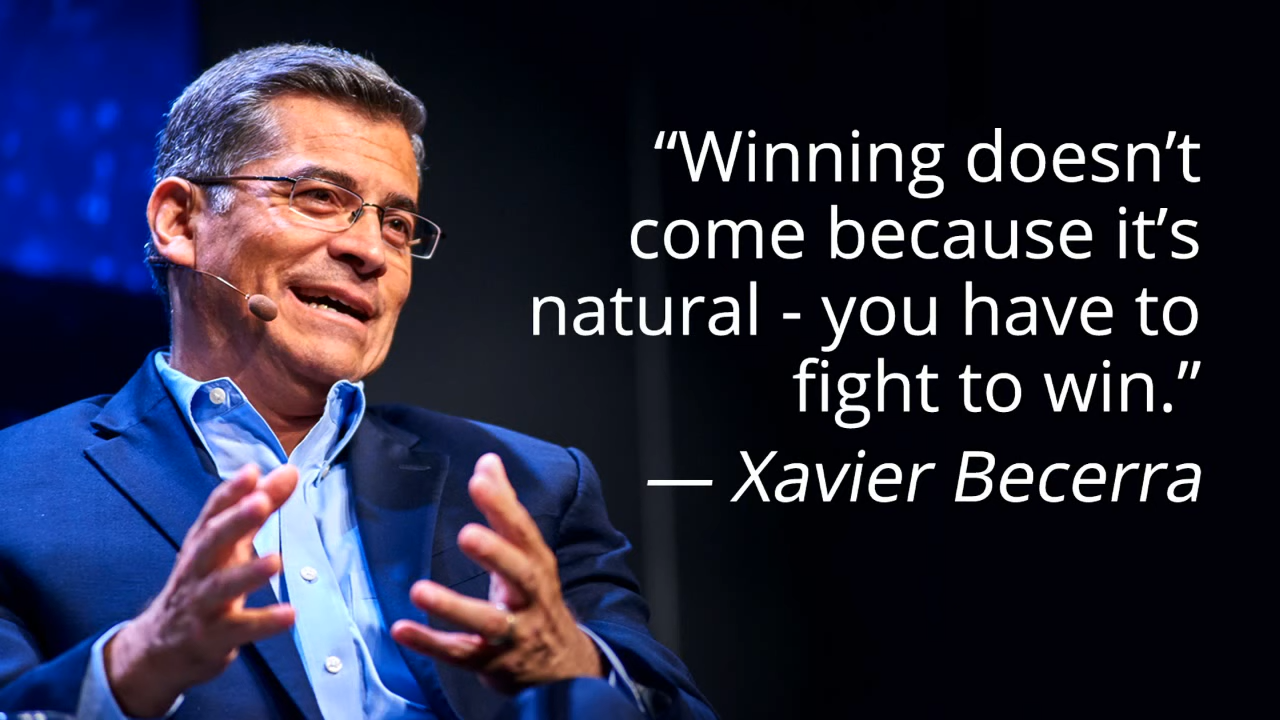 “Winning doesn’t
come because it’s
natural - you have to
fight to win.”
— Xavier Becerra